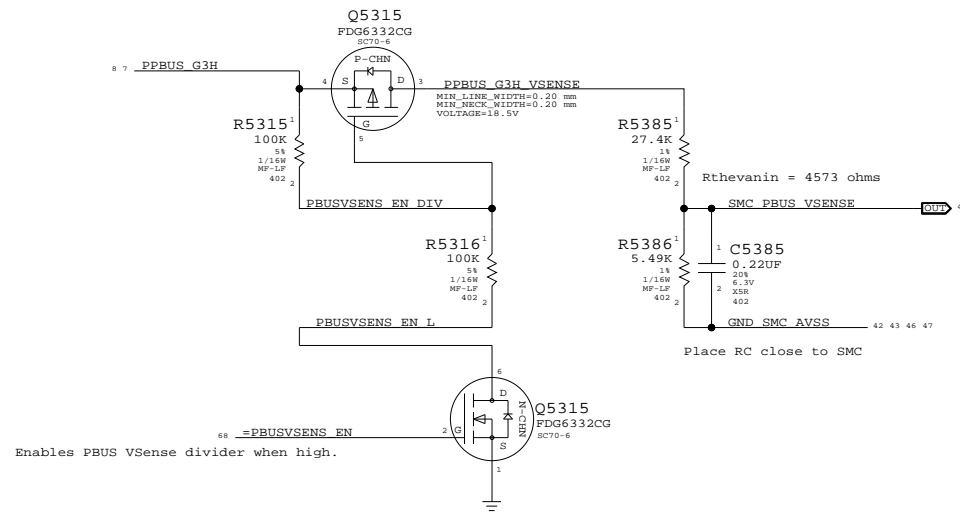 Q5315
FDG6332CG
SC70-6
P-CHN
8 7 PPBUS_G3H
4 S D 3
G
5
PPBUS_G3H_VSENSE
MIN_LINE_WIDTH=0.20 mm
MIN_NECK_WIDTH=0.20 mm
VOLTAGE=18.5V
R5315 1
100K
5%
1/16W
MF-LF
402 2
R5385 1
27.4K
1%
1/16W
MF-LF
402 2
Rthevanin = 4573 ohms
PBUSVSENS_EN_DIV
SMC_PBUS_VSENSE
OUT
R5316 1
100K
5%
1/16W
MF-LF
402 2
R5386 1
5.49K
1%
1/16W
MF-LF
402 2
1 C5385
0.22UF
20%
6.3V
2 X5R
402
PBUSVSENS_EN_L
GND_SMC_AVSS 42 43 46 47
Place RC close to SMC
6
D
N-CHN
Q5315
FDG6332CG
SC70-6
68 =PBUSVSENS_EN 2 G
S
1
Enables PBUS VSense divider when high.